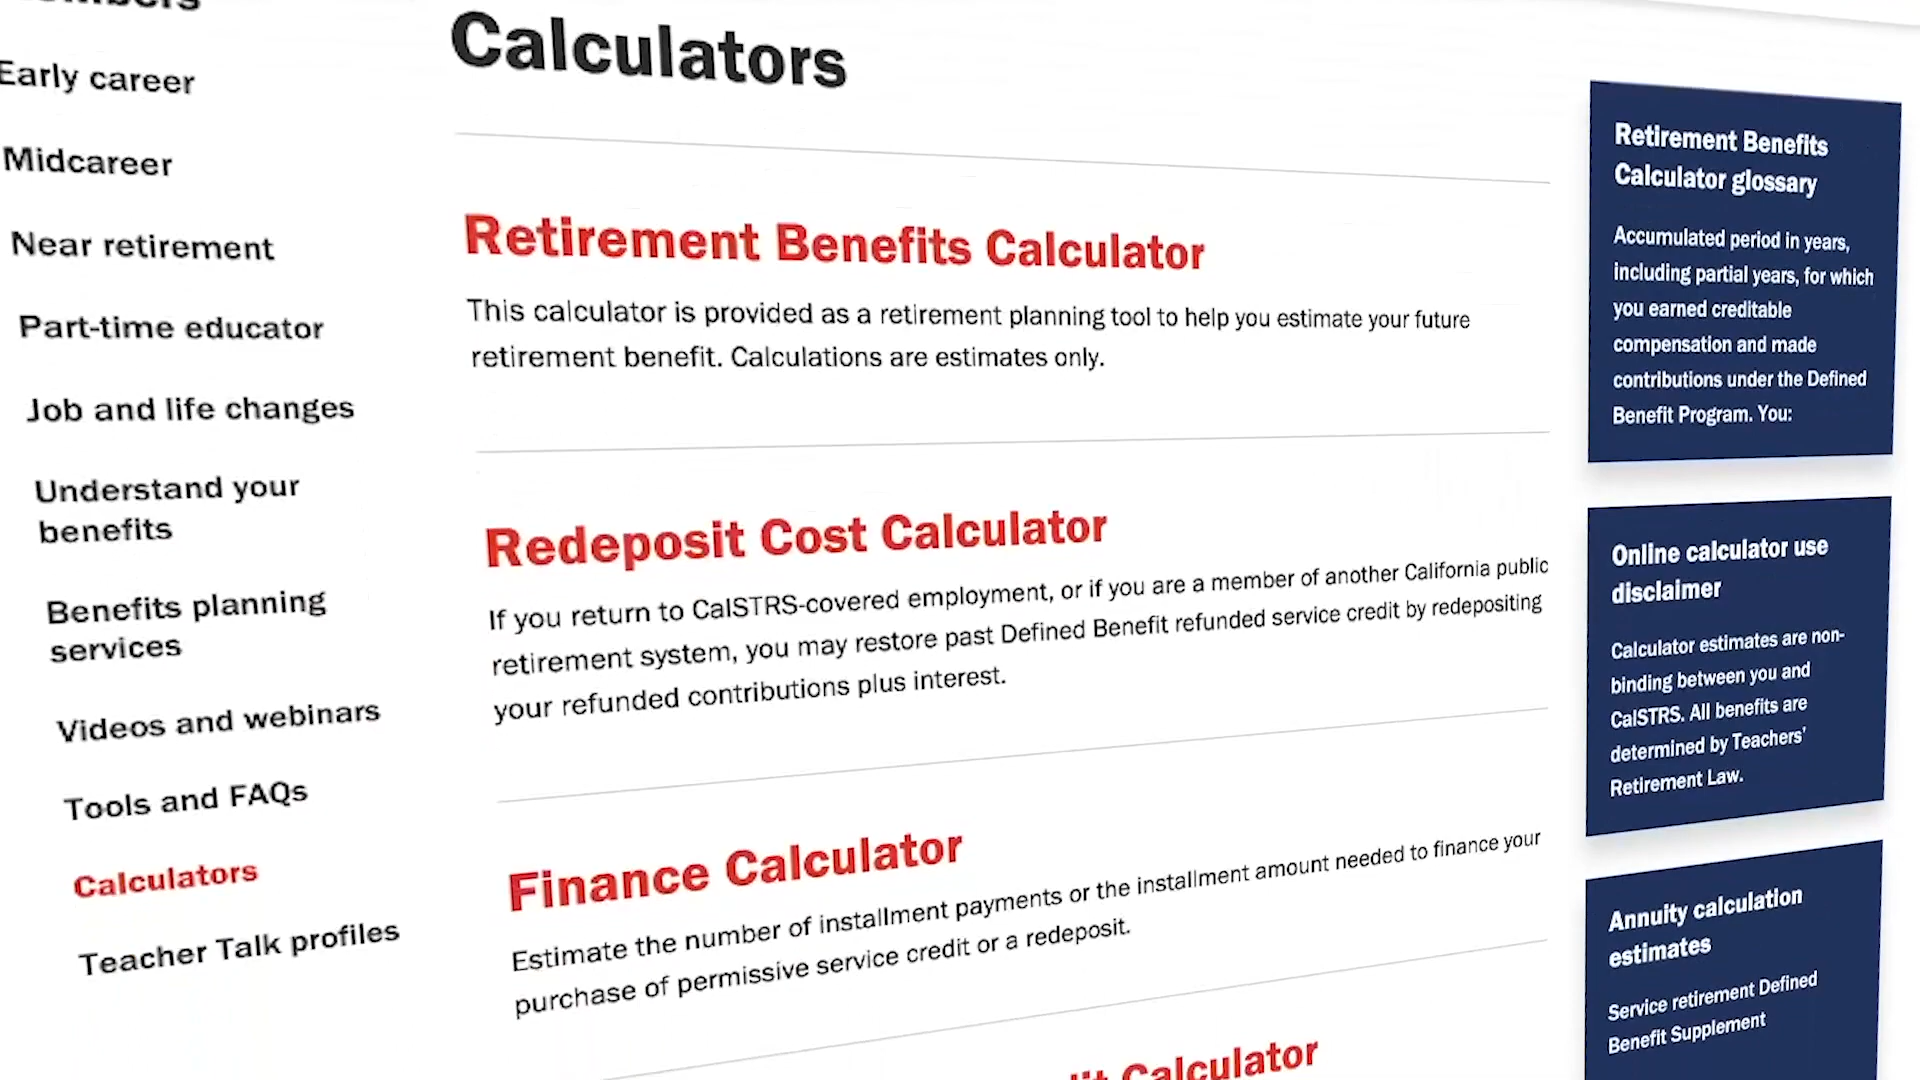 Early career
Midcareer
Near retirement
Part-time educator
Job and life changes
Understand your
benefits
Benefits planning
services
Videos and webinars
Tools and FAQs
Calculators
Teacher Talk profiles
Calculators
Retirement Benefits Calculator
This calculator is provided as a retirement planning tool to help you estimate your future
retirement benefit. Calculations are estimates only.
Redeposit Cost Calculator
If you return to CalSTRS-covered employment, or if you are a member of another California public
retirement system, you may restore past Defined Benefit refunded service credit by redepositing
your refunded contributions plus interest.
Finance Calculator
Estimate the number of installment payments or the installment amount needed to finance your
purchase of permissive service credit or a redeposit.
Calculator
Retirement Benefits
Calculator glossary
Accumulated period in years,
including partial years, for which
you earned creditable
compensation and made
contributions under the Defined
Benefit Program. You:
Online calculator use
disclaimer
Calculator estimates are non-
binding between you and
CalSTRS. All benefits are
determined by Teachers'
Retirement Law.
Annuity calculation
estimates
Service retirement Defined
Benefit Supplement